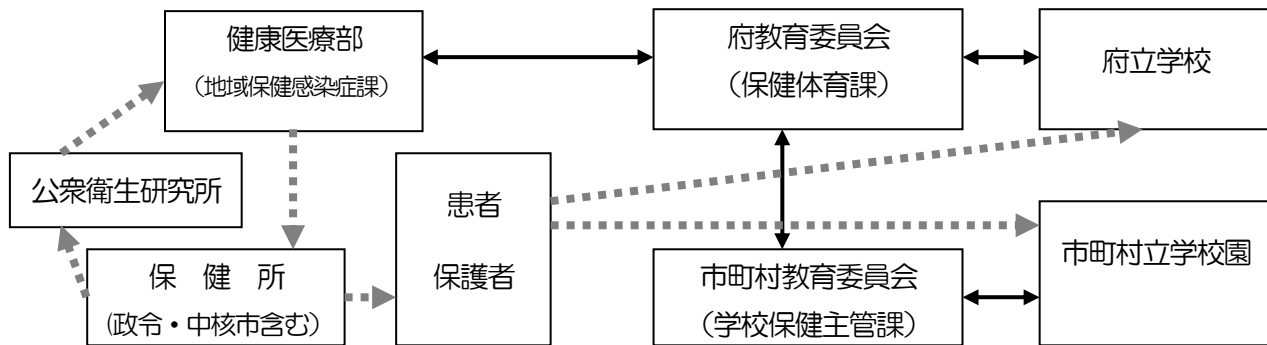 健康医療部
(地域保健感染症課)
府教育委員会
(保健体育課)
府立学校
公衆衛生研究所
患者
保護者
保 健 所
(政令・中核市含む)
市町村教育委員会
(学校保健主管課)
市町村立学校園